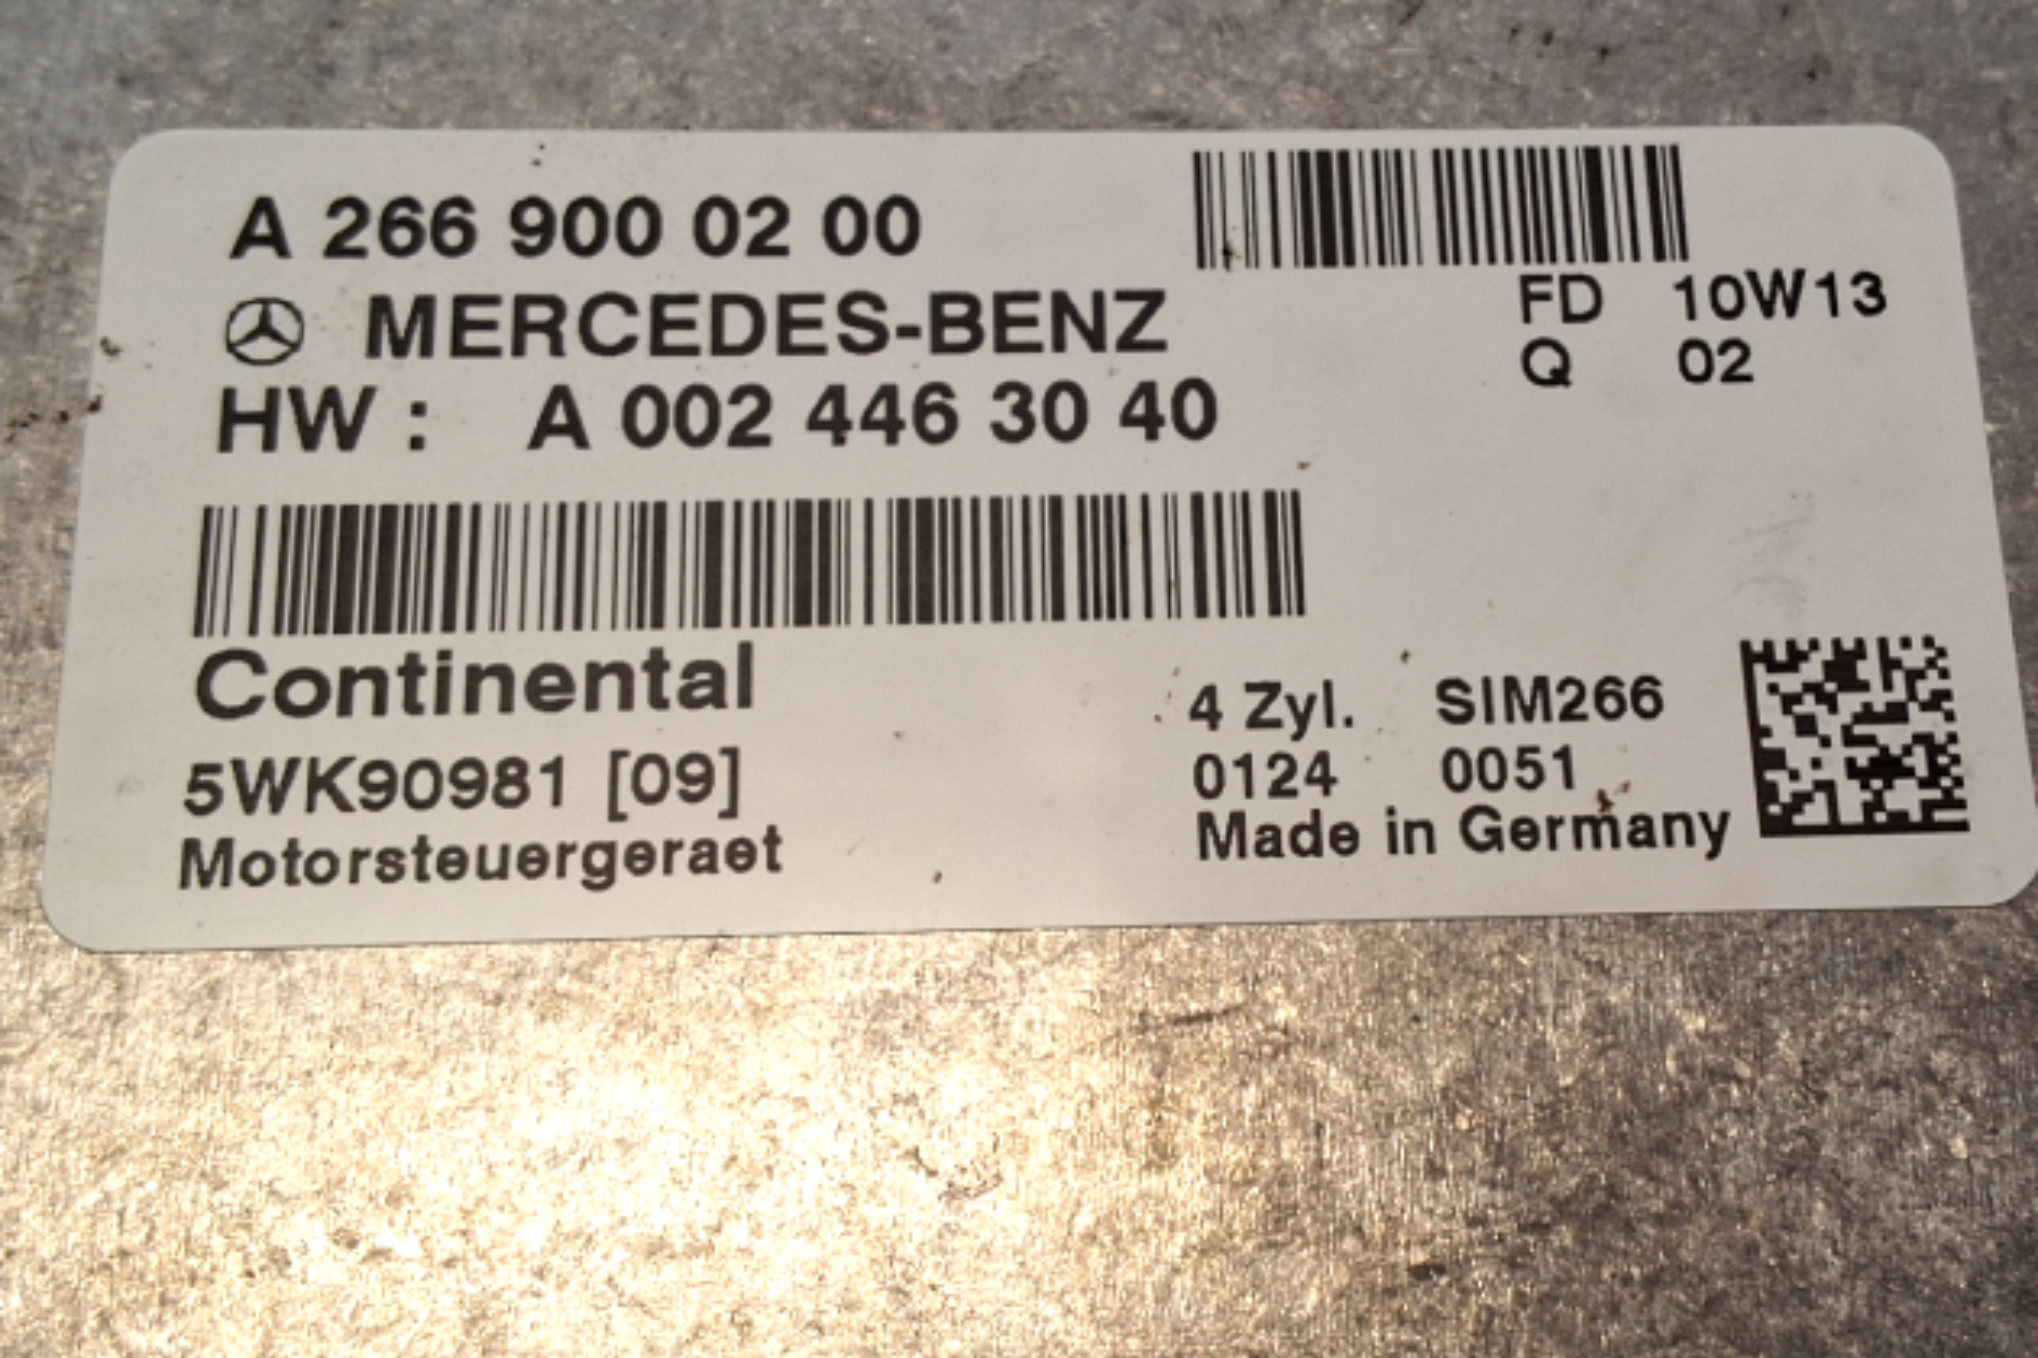 A 266 900 02 00
MERCEDES-BENZ
FD 10W13
Q 02
HW : A 002 446 30 40
Continental
4 Zyl. SIM266
5WK90981 [09]
0124 0051
Motorsteuergeraet
Made in Germany